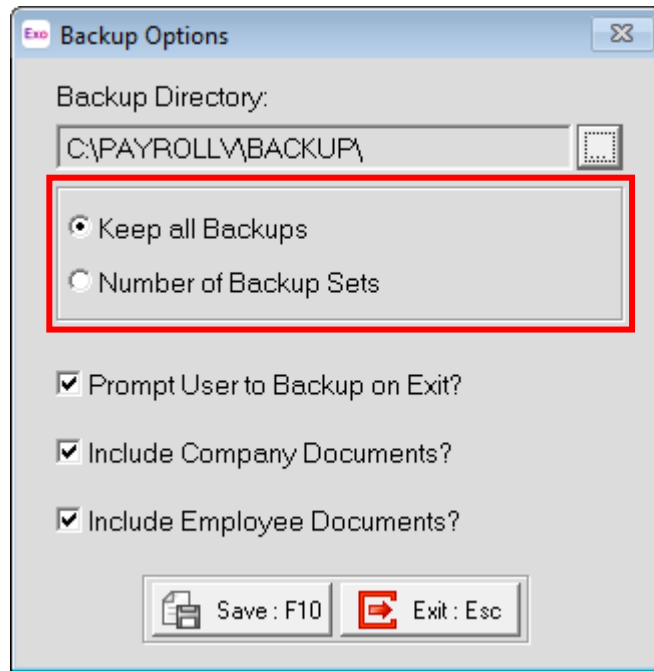 Exo Backup Options
Backup Directory:
C:\PAYROLLV\BACKUP\ ...
Keep all Backups
Number of Backup Sets
Prompt User to Backup on Exit?
Include Company Documents?
Include Employee Documents?
Save : F10 Exit : Esc